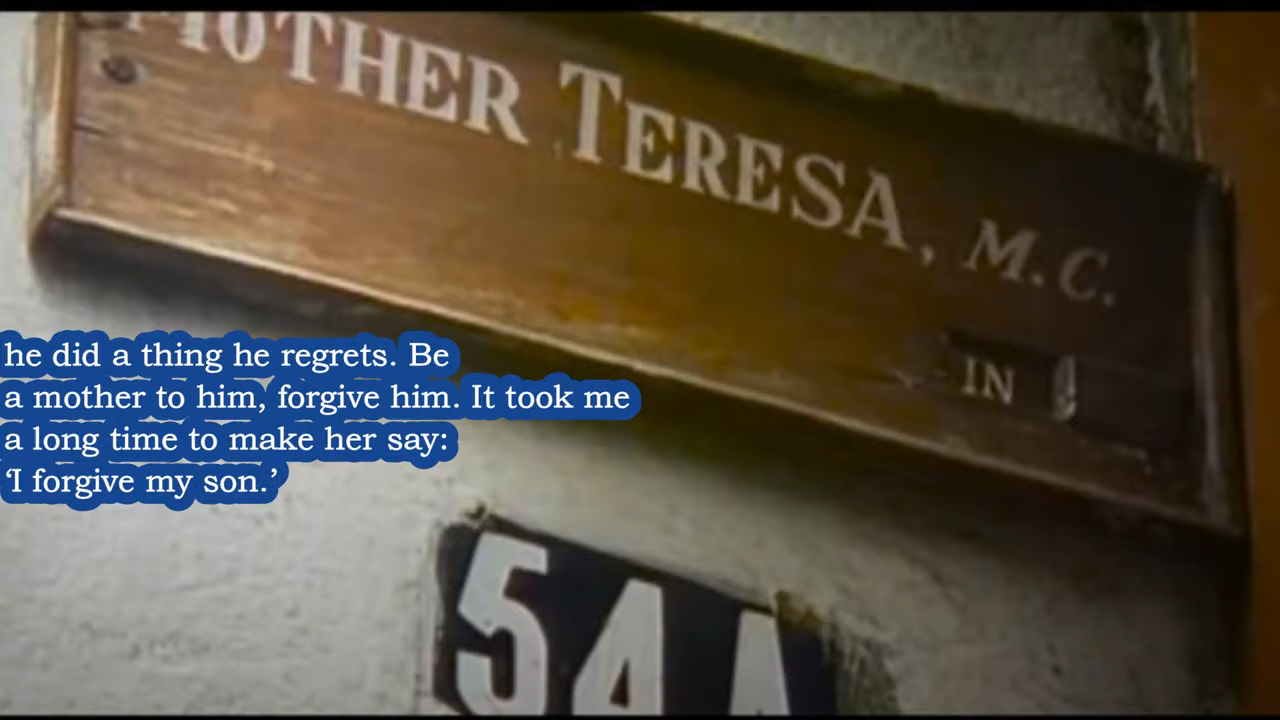 MOTHER TERESA, M.C.
IN
he did a thing he regrets. Be
a mother to him, forgive him. It took me
a long time to make her say:
‘I forgive my son.’
54A